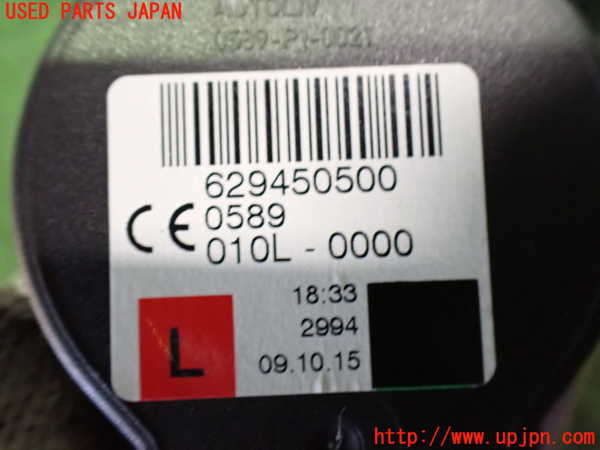 USED PARTS JAPAN
AUTOLIV
0589-P1-0021
629450500
CE 0589
010L - 0000
18:33
2994
L
09.10.15
http://www.upjpn.com